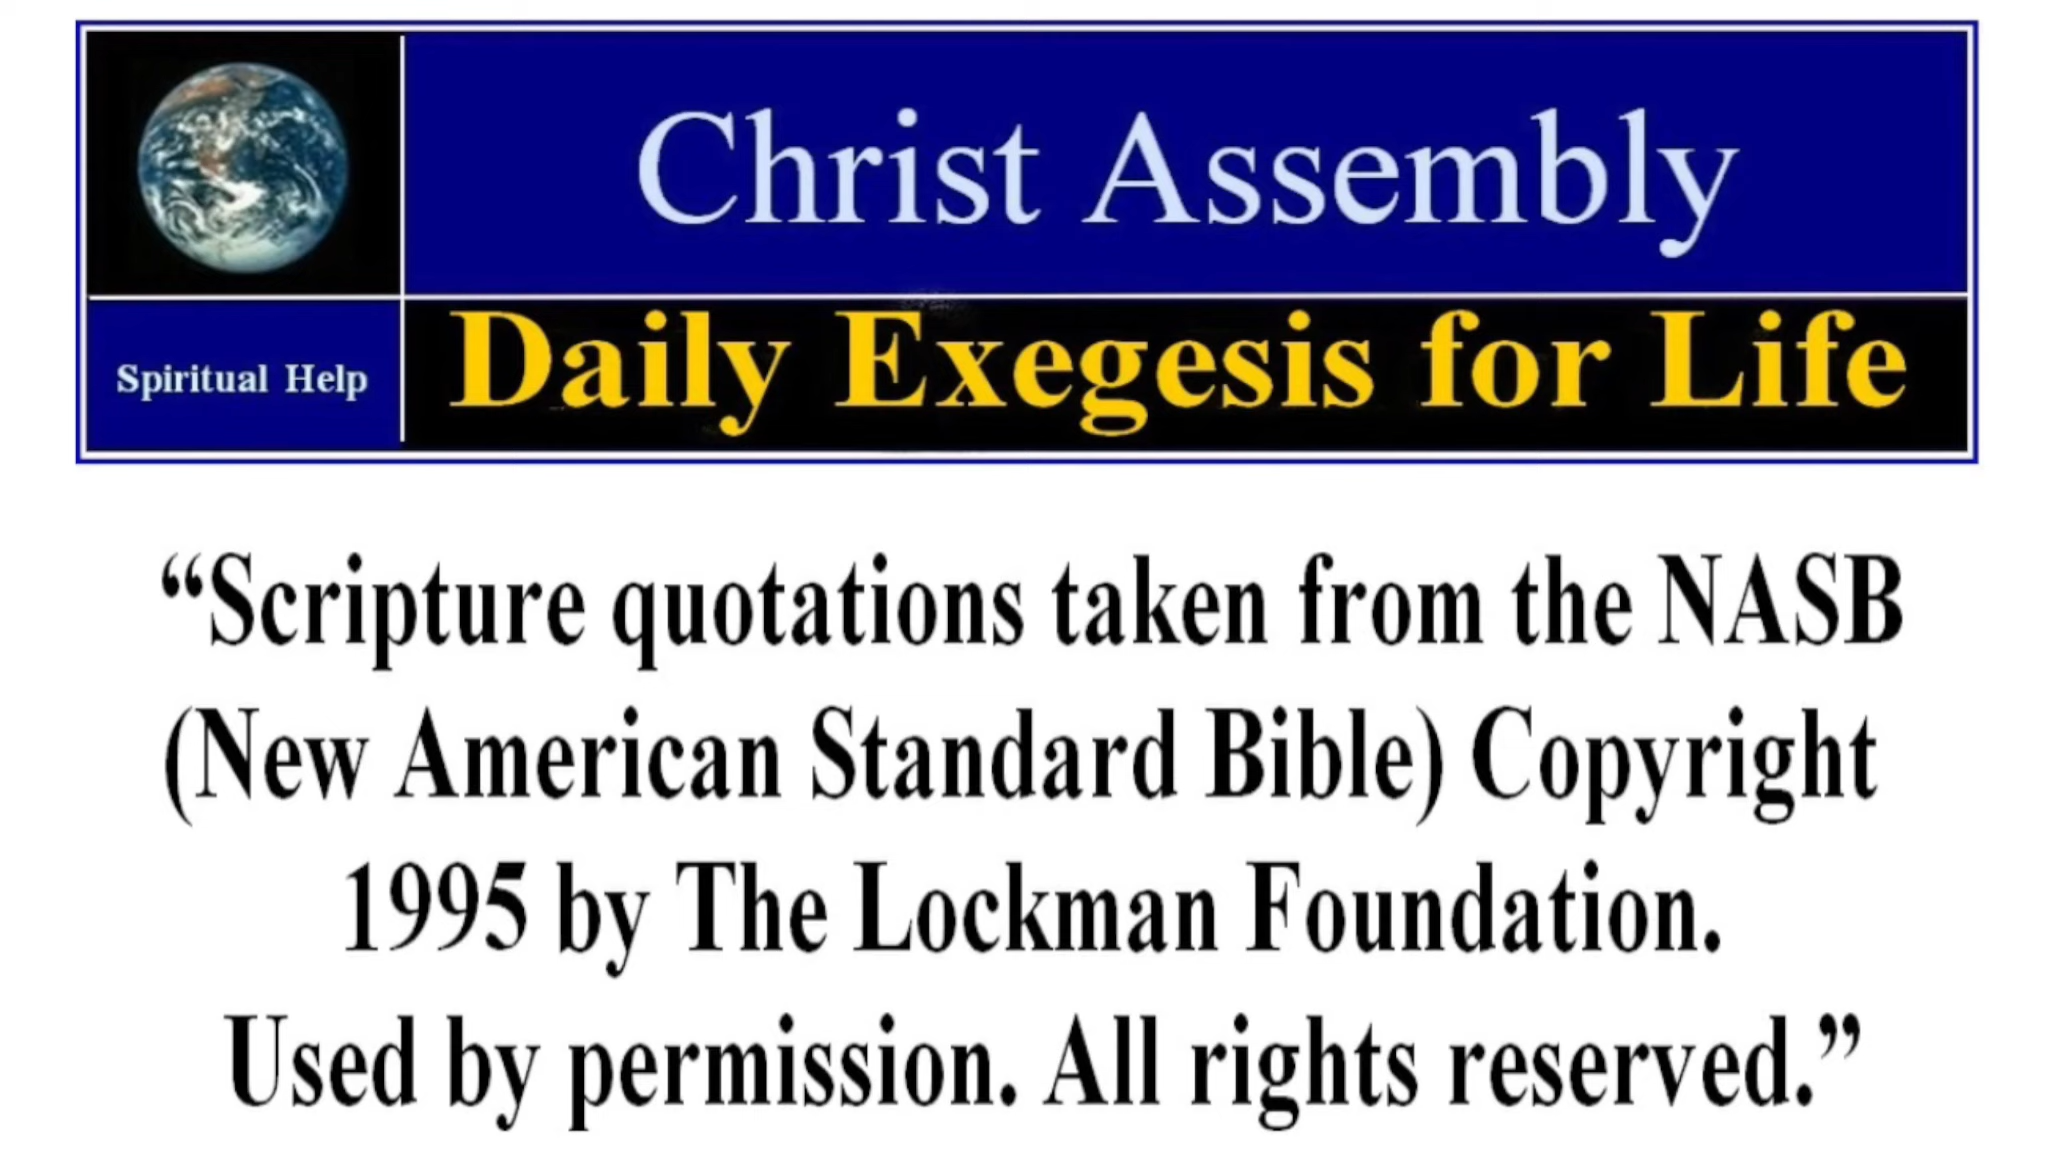 Christ Assembly
Spiritual Help
Daily Exegesis for Life
“Scripture quotations taken from the NASB
(New American Standard Bible) Copyright
1995 by The Lockman Foundation.
Used by permission. All rights reserved.”